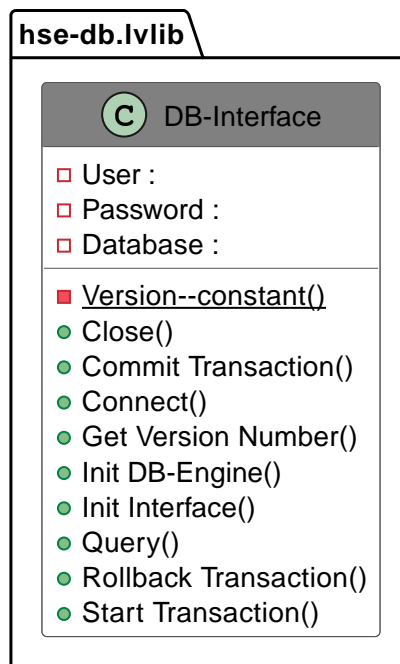 hse-db.lvlib
C DB-Interface
User :
Password :
Database :
Version--constant()
Close()
Commit Transaction()
Connect()
Get Version Number()
Init DB-Engine()
Init Interface()
Query()
Rollback Transaction()
Start Transaction()